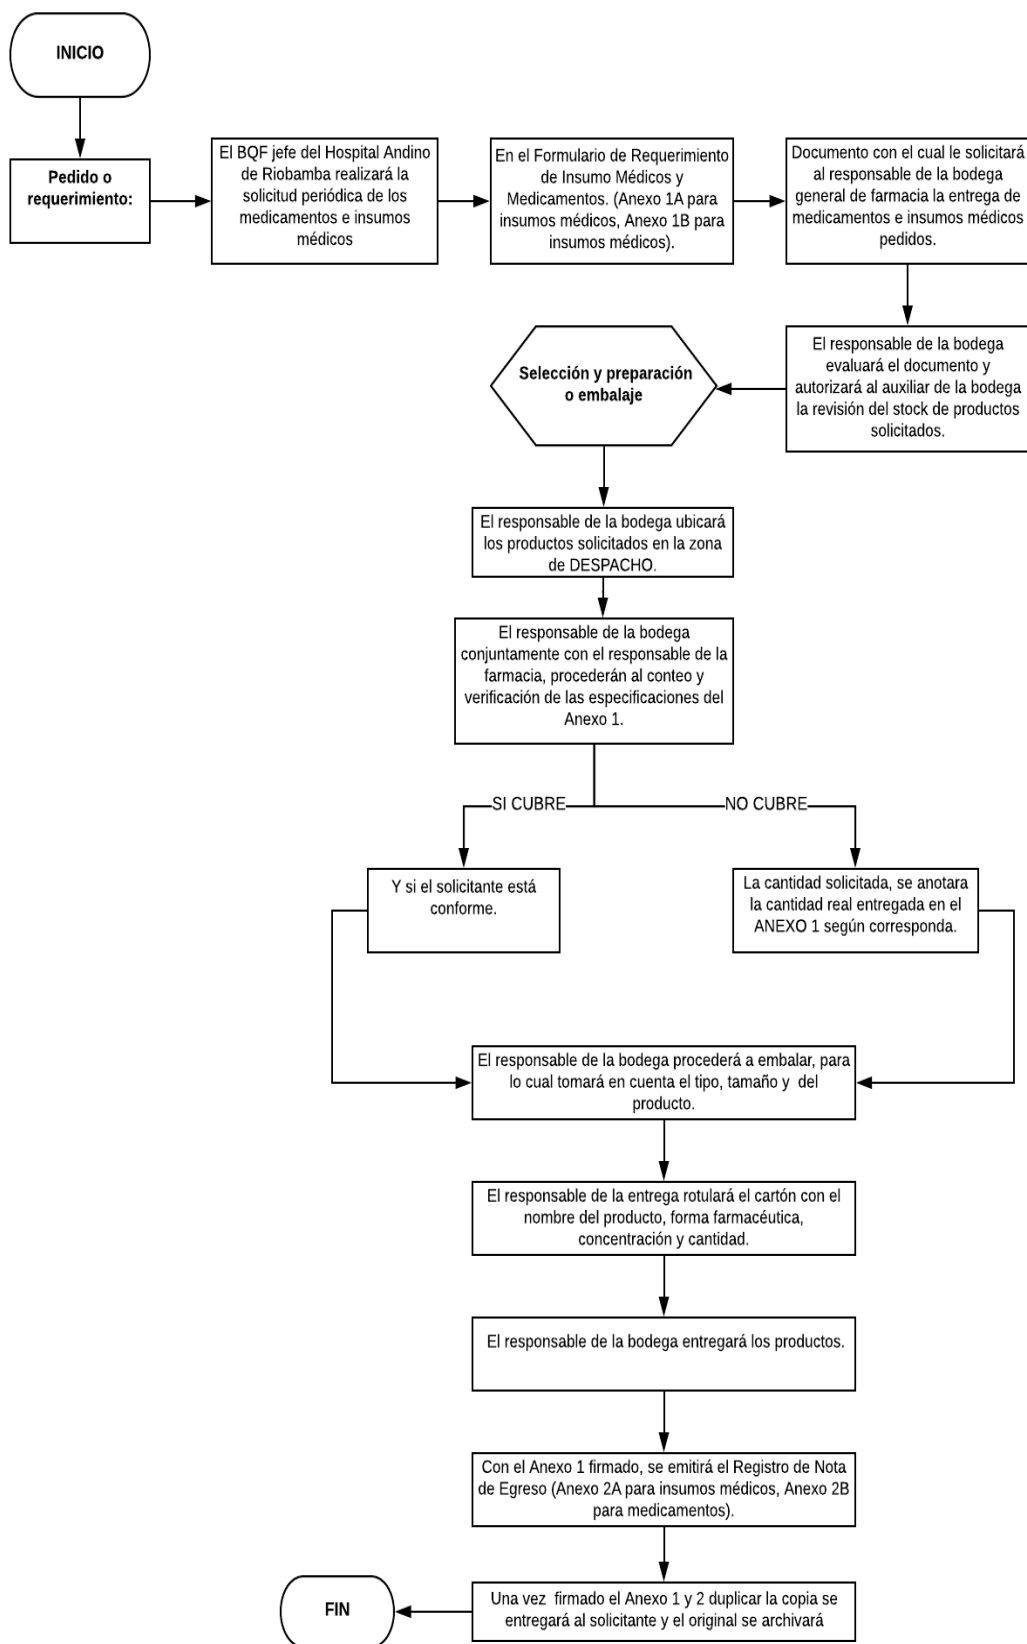 INICIO
Pedido o
requerimiento:
El BQF jefe del Hospital Andino
de Riobamba realizará la
solicitud periódica de los
medicamentos e insumos
médicos
En el Formulario de Requerimiento
de Insumo Médicos y
Medicamentos. (Anexo 1A para
insumos médicos, Anexo 1B para
insumos médicos).
Documento con el cual le solicitará
al responsable de la bodega
general de farmacia la entrega de
medicamentos e insumos médicos
pedidos.
El responsable de la bodega
evaluará el documento y
autorizará al auxiliar de la bodega
la revisión del stock de productos
solicitados.
Selección y preparación
o embalaje
El responsable de la bodega ubicará
los productos solicitados en la zona
de DESPACHO.
El responsable de la bodega
conjuntamente con el responsable de la
farmacia, procederán al conteo y
verificación de las especificaciones del
Anexo 1.
SI CUBRE
NO CUBRE
Y si el solicitante está
conforme.
La cantidad solicitada, se anotara
la cantidad real entregada en el
ANEXO 1 según corresponda.
El responsable de la bodega procederá a embalar, para
lo cual tomará en cuenta el tipo, tamaño y del
producto.
El responsable de la entrega rotulará el cartón con el
nombre del producto, forma farmacéutica,
concentración y cantidad.
El responsable de la bodega entregará los productos.
Con el Anexo 1 firmado, se emitirá el Registro de Nota
de Egreso (Anexo 2A para insumos médicos, Anexo 2B
para medicamentos).
Una vez firmado el Anexo 1 y 2 duplicar la copia se
entregará al solicitante y el original se archivará
FIN